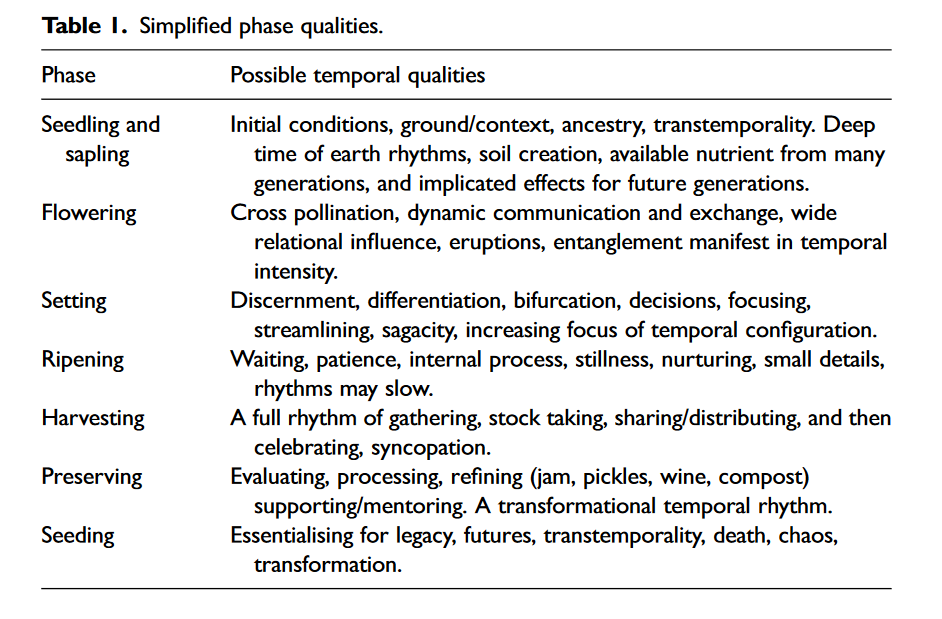 Table 1. Simplified phase qualities.
Phase Possible temporal qualities
Seedling and Initial conditions, ground/context, ancestry, transtemporality. Deep
sapling time of earth rhythms, soil creation, available nutrient from many
generations, and implicated effects for future generations.
Flowering Cross pollination, dynamic communication and exchange, wide
relational influence, eruptions, entanglement manifest in temporal
intensity.
Setting Discernment, differentiation, bifurcation, decisions, focusing,
streamlining, sagacity, increasing focus of temporal configuration.
Ripening Waiting, patience, internal process, stillness, nurturing, small details,
rhythms may slow.
Harvesting A full rhythm of gathering, stock taking, sharing/distributing, and then
celebrating, syncopation.
Preserving Evaluating, processing, refining (jam, pickles, wine, compost)
supporting/mentoring. A transformational temporal rhythm.
Seeding Essentialising for legacy, futures, transtemporality, death, chaos,
transformation.